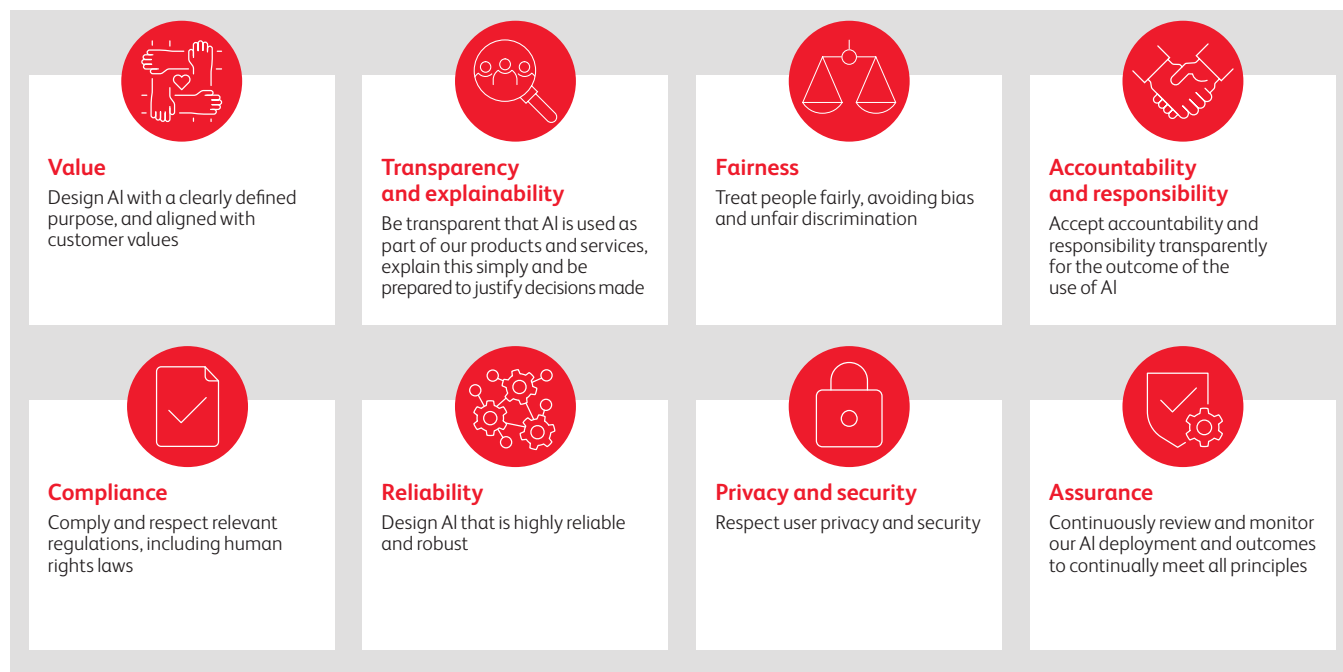 Value
Design AI with a clearly defined
purpose, and aligned with
customer values
Transparency
and explainability
Be transparent that AI is used as
part of our products and services,
explain this simply and be
prepared to justify decisions made
Fairness
Treat people fairly, avoiding bias
and unfair discrimination
Accountability
and responsibility
Accept accountability and
responsibility transparently
for the outcome of the
use of AI
Compliance
Comply and respect relevant
regulations, including human
rights laws
Reliability
Design AI that is highly reliable
and robust
Privacy and security
Respect user privacy and security
Assurance
Continuously review and monitor
our AI deployment and outcomes
to continually meet all principles